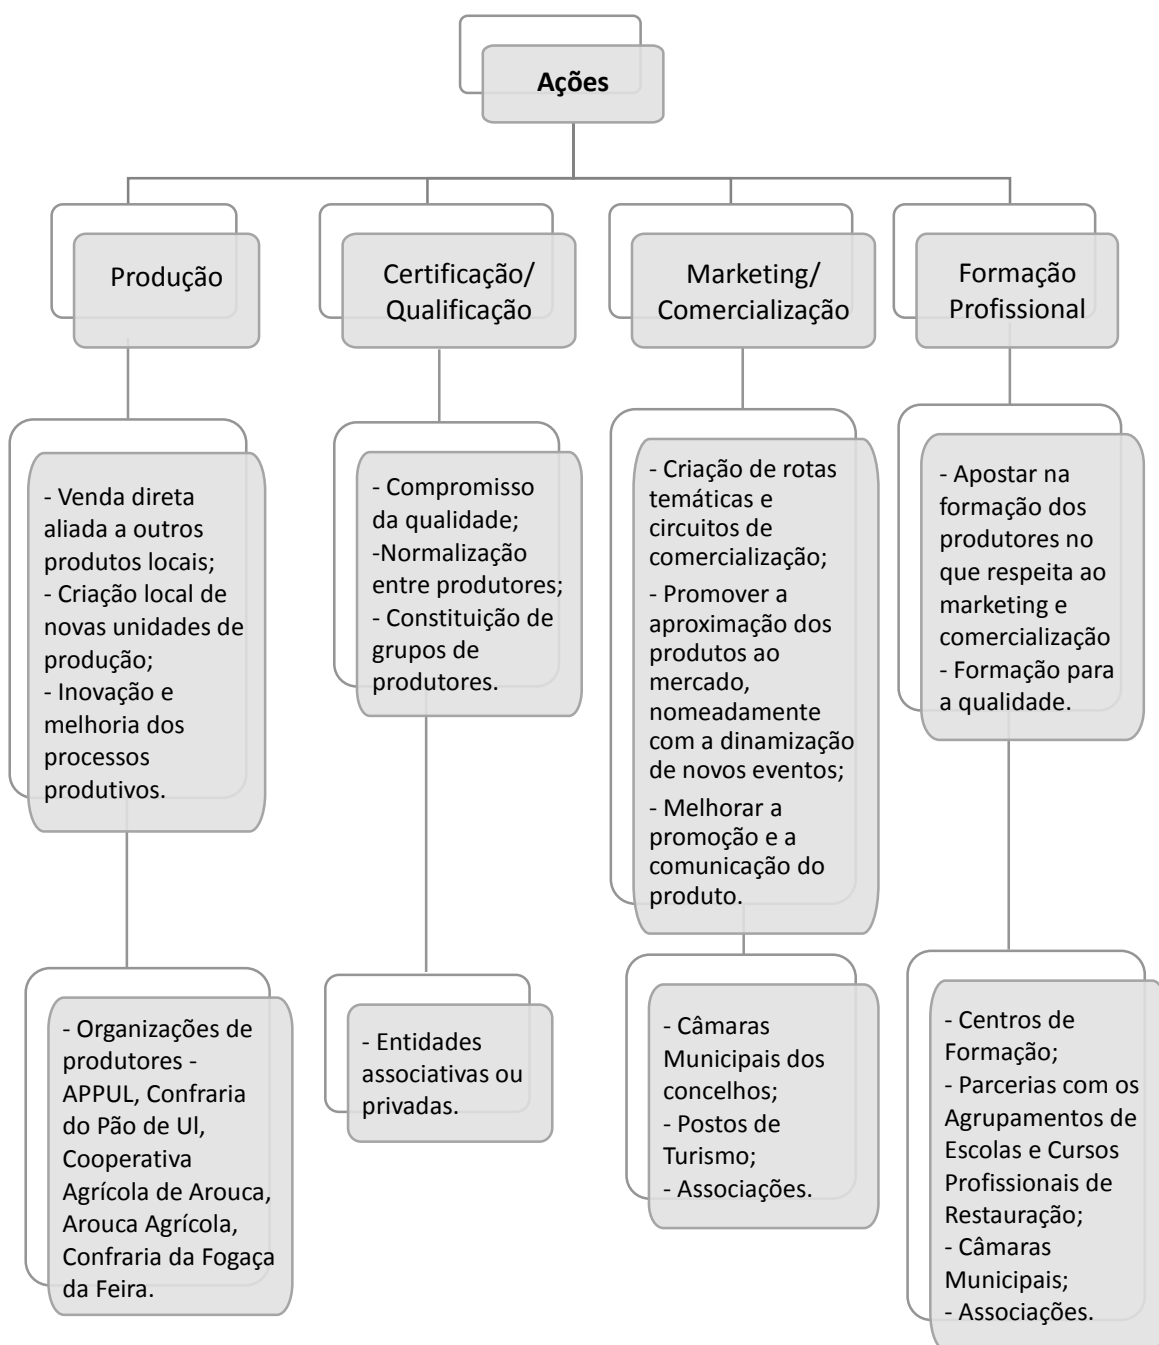 Ações
Produção
Certificação/
Qualificação
Marketing/
Comercialização
Formação
Profissional
- Venda direta
aliada a outros
produtos locais;
- Criação local de
novas unidades de
produção;
- Inovação e
melhoria dos
processos
produtivos.
- Compromisso
da qualidade;
-Normalização
entre produtores;
- Constituição de
grupos de
produtores.
- Criação de rotas
temáticas e
circuitos de
comercialização;
- Promover a
aproximação dos
produtos ao
mercado,
nomeadamente
com a dinamização
de novos eventos;
- Melhorar a
promoção e a
comunicação do
produto.
- Apostar na
formação dos
produtores no
que respeita ao
marketing e
comercialização
- Formação para
a qualidade.
- Organizações de
produtores -
APPUL, Confraria
do Pão de Ul,
Cooperativa
Agrícola de Arouca,
Arouca Agrícola,
Confraria da Fogaça
da Feira.
- Entidades
associativas ou
privadas.
- Câmaras
Municipais dos
concelhos;
- Postos de
Turismo;
- Associações.
- Centros de
Formação;
- Parcerias com os
Agrupamentos de
Escolas e Cursos
Profissionais de
Restauração;
- Câmaras
Municipais;
- Associações.